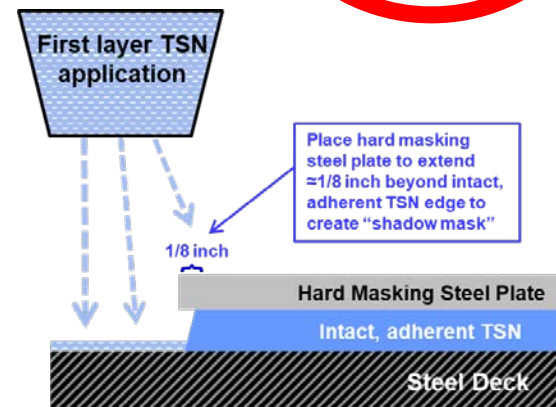 First layer TSN
application
Place hard masking
steel plate to extend
≈1/8 inch beyond intact,
adherent TSN edge to
create “shadow mask”
1/8 inch
Hard Masking Steel Plate
Intact, adherent TSN
Steel Deck